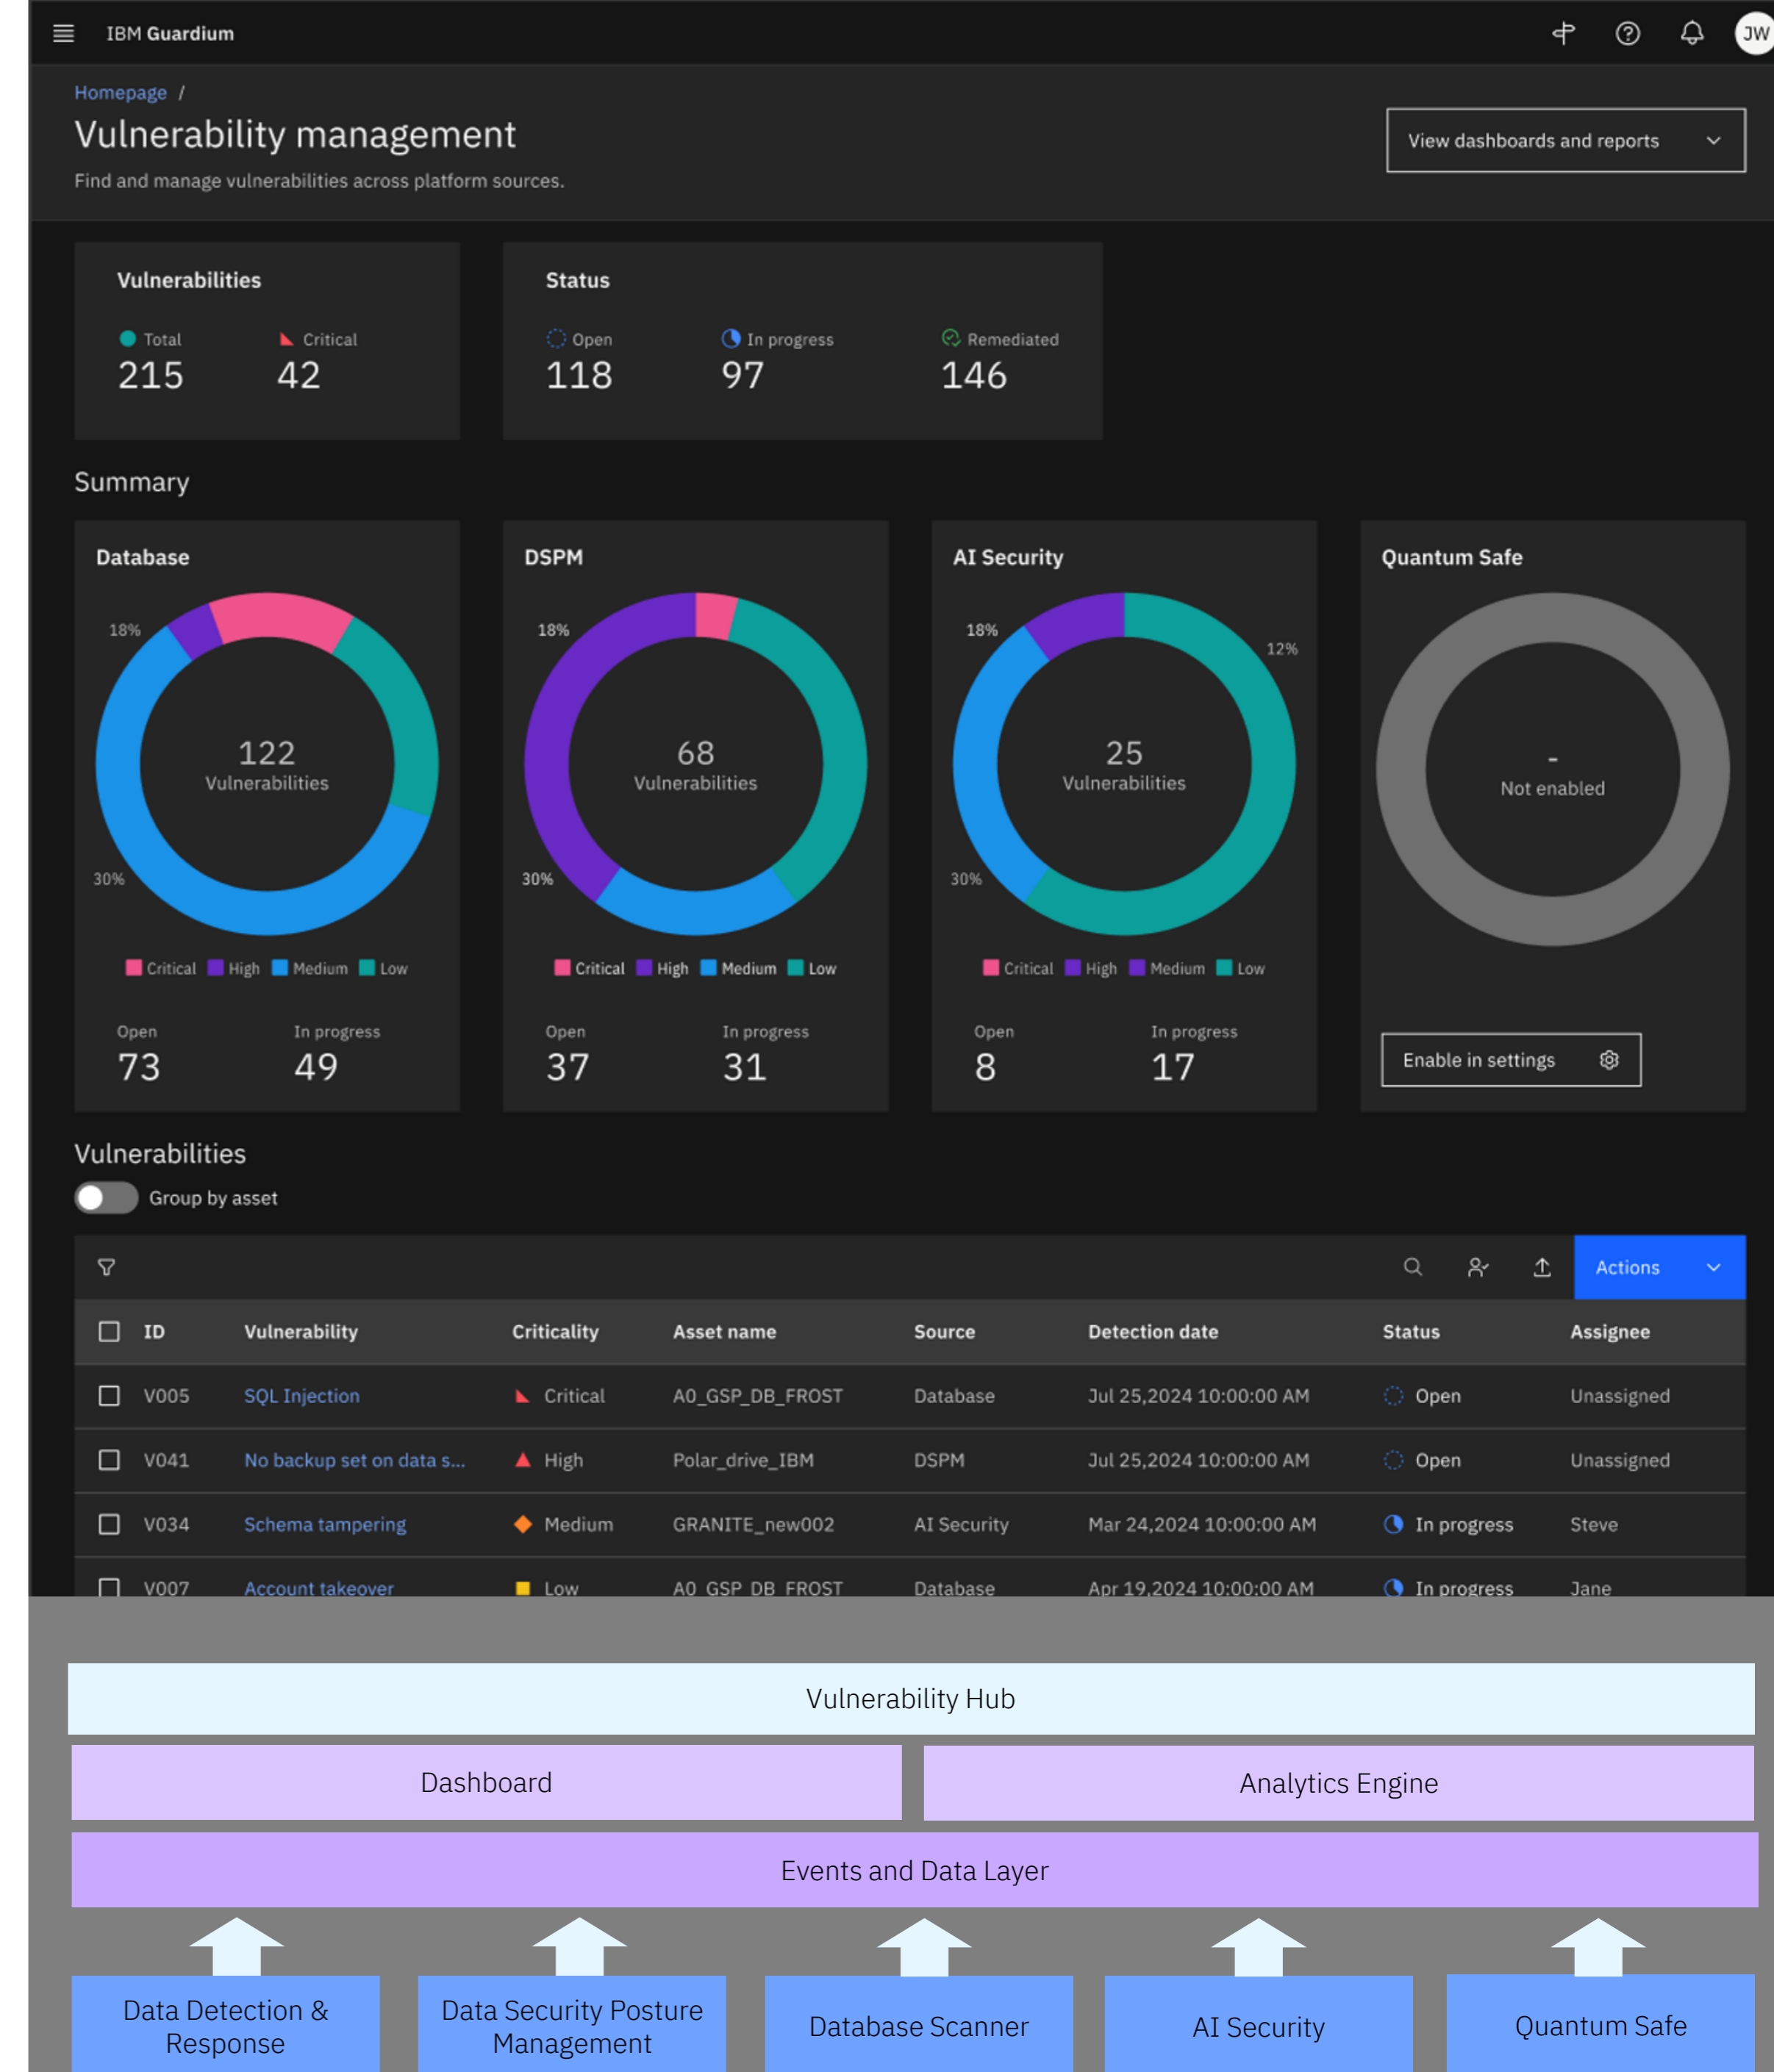 IBM Guardium
JW
Homepage /
Vulnerability management
Find and manage vulnerabilities across platform sources.
View dashboards and reports
Vulnerabilities
Total
Critical
215
42
Status
Open
In progress
Remediated
118
97
146
Summary
Database
18%
122
Vulnerabilities
30%
Critical High Medium Low
Open
In progress
73
49
DSPM
18%
68
Vulnerabilities
30%
Critical High Medium Low
Open
In progress
37
31
AI Security
18%
12%
25
Vulnerabilities
30%
Critical High Medium Low
Open
In progress
8
17
Quantum Safe
-
Not enabled
Enable in settings
Vulnerabilities
Group by asset
Actions
ID Vulnerability Criticality Asset name Source Detection date Status Assignee
V005 SQL Injection Critical A0_GSP_DB_FROST Database Jul 25,2024 10:00:00 AM Open Unassigned
V041 No backup set on data s... High Polar_drive_IBM DSPM Jul 25,2024 10:00:00 AM Open Unassigned
V034 Schema tampering Medium GRANITE_new002 AI Security Mar 24,2024 10:00:00 AM In progress Steve
V007 Account takeover Low A0_GSP_DB_FROST Database Apr 19,2024 10:00:00 AM In progress Jane
Vulnerability Hub
Dashboard
Analytics Engine
Events and Data Layer
Data Detection &
Response
Data Security Posture
Management
Database Scanner
AI Security
Quantum Safe